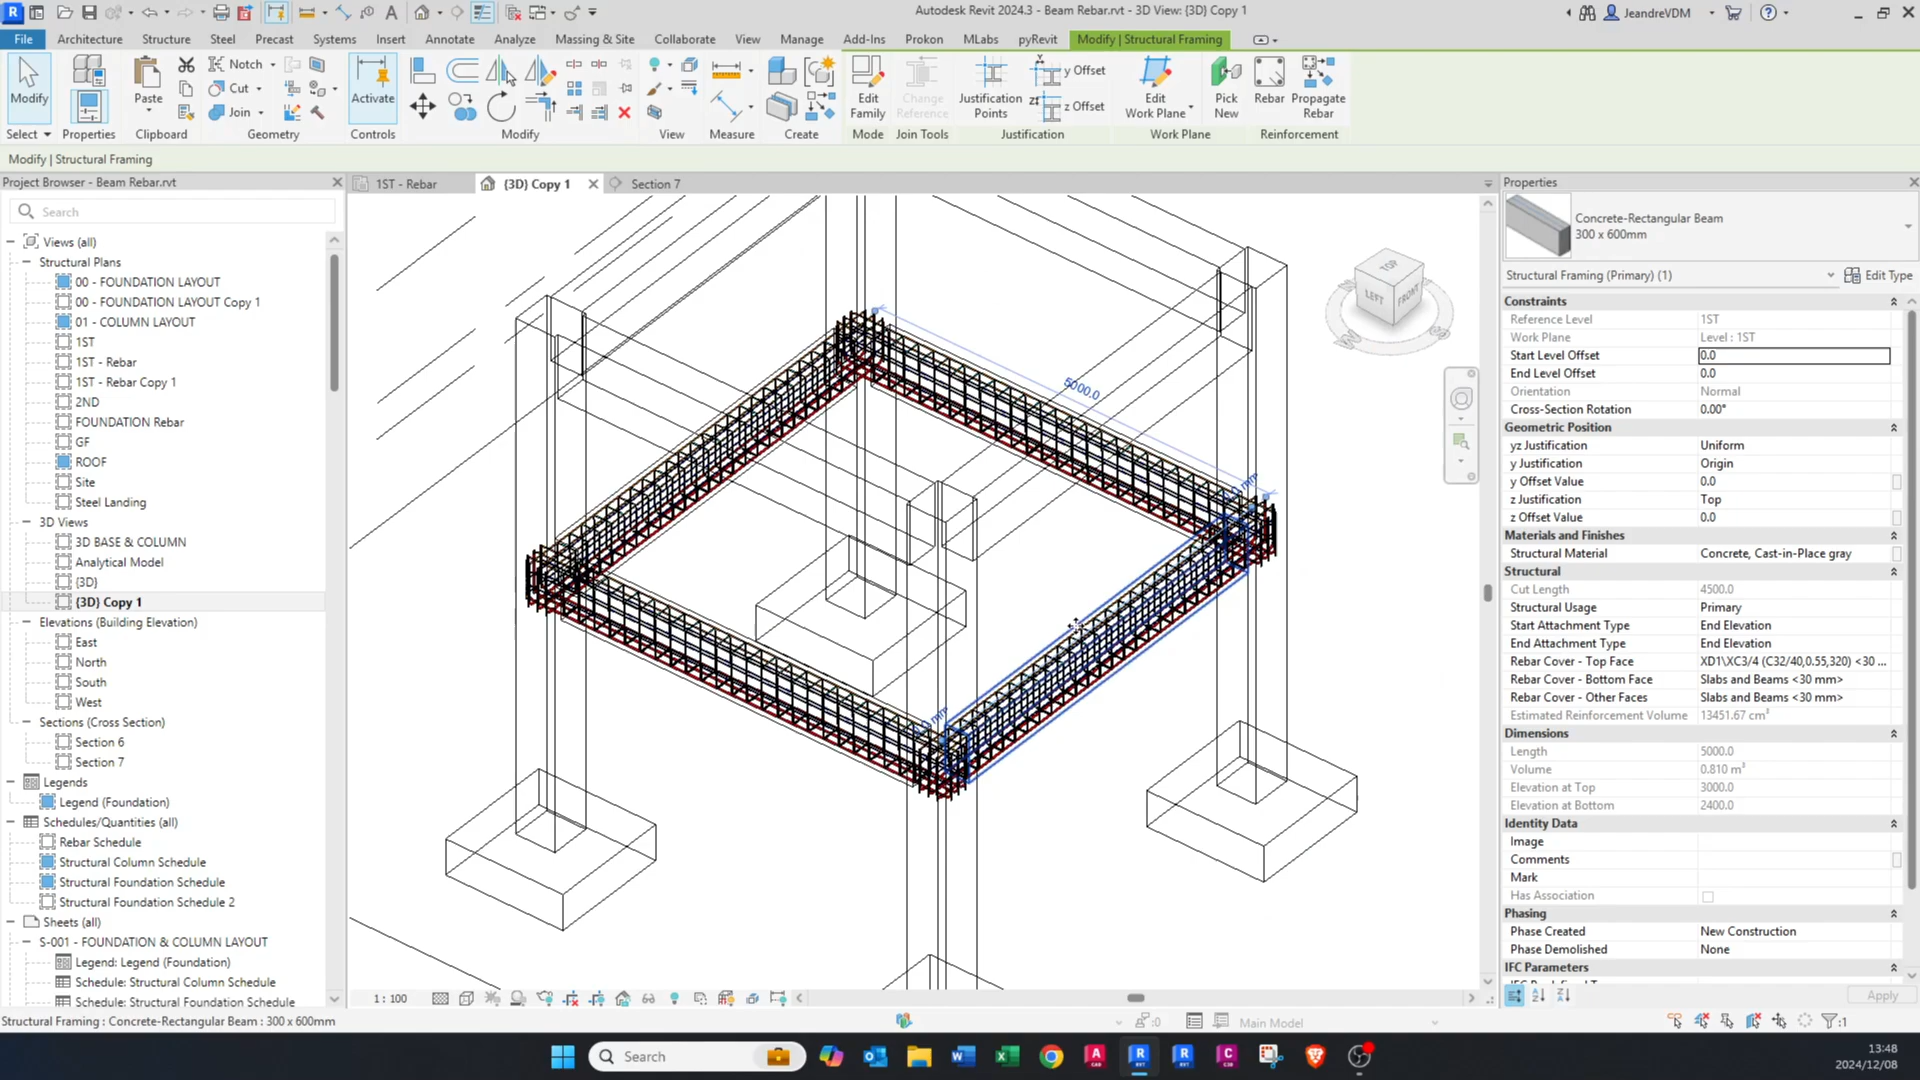 Autodesk Revit 2024.3 - Beam Rebar.rvt - 3D View: {3D} Copy 1
JeandreVDM
File Architecture Structure Steel Precast Systems Insert Annotate Analyze Massing & Site Collaborate View Manage Add-Ins Prokon MLabs pyRevit Modify | Structural Framing
Modify
Paste
Notch
Cut
Join
Activate
Edit Family
Change Reference
Justification Points
y Offset
z Offset
Edit Work Plane
Pick New
Rebar
Propagate Rebar
Select Properties Clipboard Geometry Controls Modify View Measure Create Mode Join Tools Justification Work Plane Reinforcement
Modify | Structural Framing
Project Browser - Beam Rebar.rvt
Search
Views (all)
Structural Plans
00 - FOUNDATION LAYOUT
00 - FOUNDATION LAYOUT Copy 1
01 - COLUMN LAYOUT
1ST
1ST - Rebar
1ST - Rebar Copy 1
2ND
FOUNDATION Rebar
GF
ROOF
Site
Steel Landing
3D Views
3D BASE & COLUMN
Analytical Model
{3D}
{3D} Copy 1
Elevations (Building Elevation)
East
North
South
West
Sections (Cross Section)
Section 6
Section 7
Legends
Legend (Foundation)
Schedules/Quantities (all)
Rebar Schedule
Structural Column Schedule
Structural Foundation Schedule
Structural Foundation Schedule 2
Sheets (all)
S-001 - FOUNDATION & COLUMN LAYOUT
Legend: Legend (Foundation)
Schedule: Structural Column Schedule
Schedule: Structural Foundation Schedule
1ST - Rebar
{3D} Copy 1
Section 7
5000.0
TOP
LEFT
FRONT
1 : 100
Properties
Concrete-Rectangular Beam
300 x 600mm
Structural Framing (Primary) (1)
Edit Type
Constraints
Reference Level 1ST
Work Plane Level : 1ST
Start Level Offset 0.0
End Level Offset 0.0
Orientation Normal
Cross-Section Rotation 0.00°
Geometric Position
yz Justification Uniform
y Justification Origin
y Offset Value 0.0
z Justification Top
z Offset Value 0.0
Materials and Finishes
Structural Material Concrete, Cast-in-Place gray
Structural
Cut Length 4500.0
Structural Usage Primary
Start Attachment Type End Elevation
End Attachment Type End Elevation
Rebar Cover - Top Face XD1\XC3/4 (C32/40,0.55,320) <30 ...
Rebar Cover - Bottom Face Slabs and Beams <30 mm>
Rebar Cover - Other Faces Slabs and Beams <30 mm>
Estimated Reinforcement Volume 13451.67 cm³
Dimensions
Length 5000.0
Volume 0.810 m³
Elevation at Top 3000.0
Elevation at Bottom 2400.0
Identity Data
Image
Comments
Mark
Has Association
Phasing
Phase Created New Construction
Phase Demolished None
IFC Parameters
Apply
Structural Framing : Concrete-Rectangular Beam : 300 x 600mm
:0
Main Model
:1
Search
13:48
2024/12/08